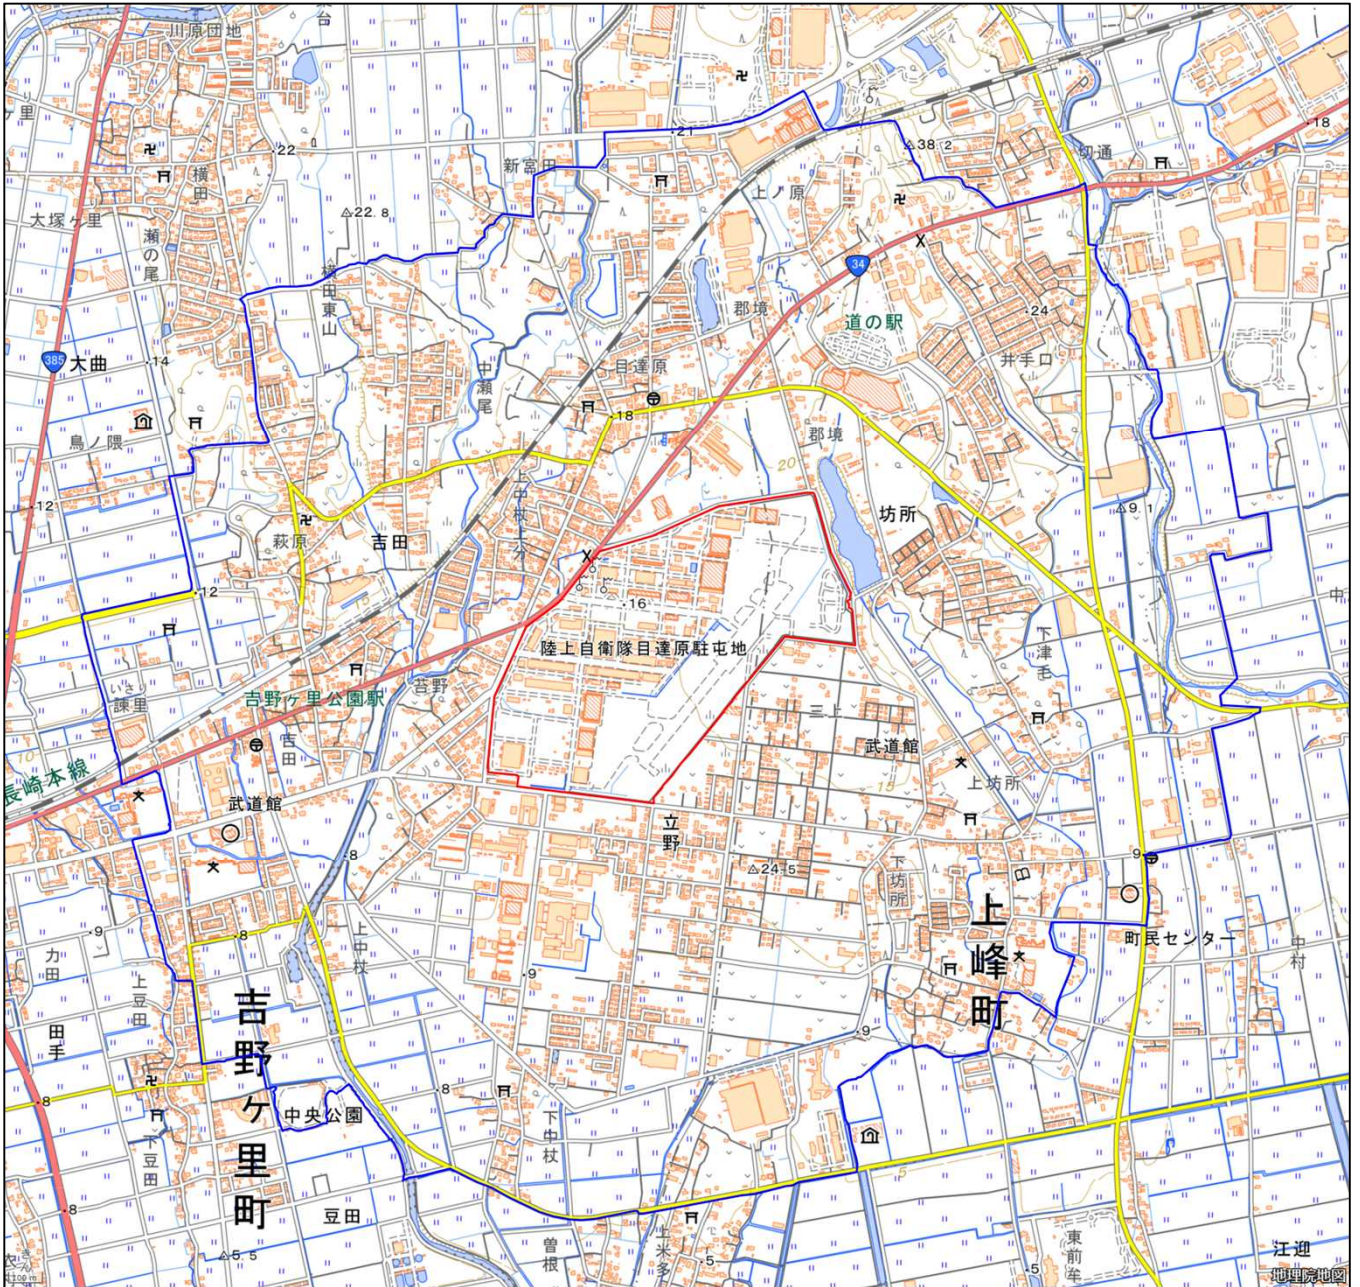 川原団地
22
横田
大塚ヶ里
瀬の尾
22.8
新宮田
21
上ノ原
38.2
切通
18
34
横田東山
中瀬尾
郡境
道の駅
24
井手口
385
大曲
14
鳥ノ隈
目達原
18
郡境
20
12
萩原
吉田
坊所
9.1
12
16
陸上自衛隊目達原駐屯地
下津毛
中
いさり
諫里
吉野ヶ里公園駅
苔野
吉田
三上
武道館
15
上坊所
10
長崎本線
武道館
立野
24.5
下坊所
8
9
上峰町
町民センター
中村
9
8
力田
上中杖
上豆田
9
田手
吉野ヶ里町
9
8
8
中央公園
下中杖
下豆田
5
豆田
8
5.5
曽根
上米多
5
5
東前牟
江迎
100 m
地理院地図